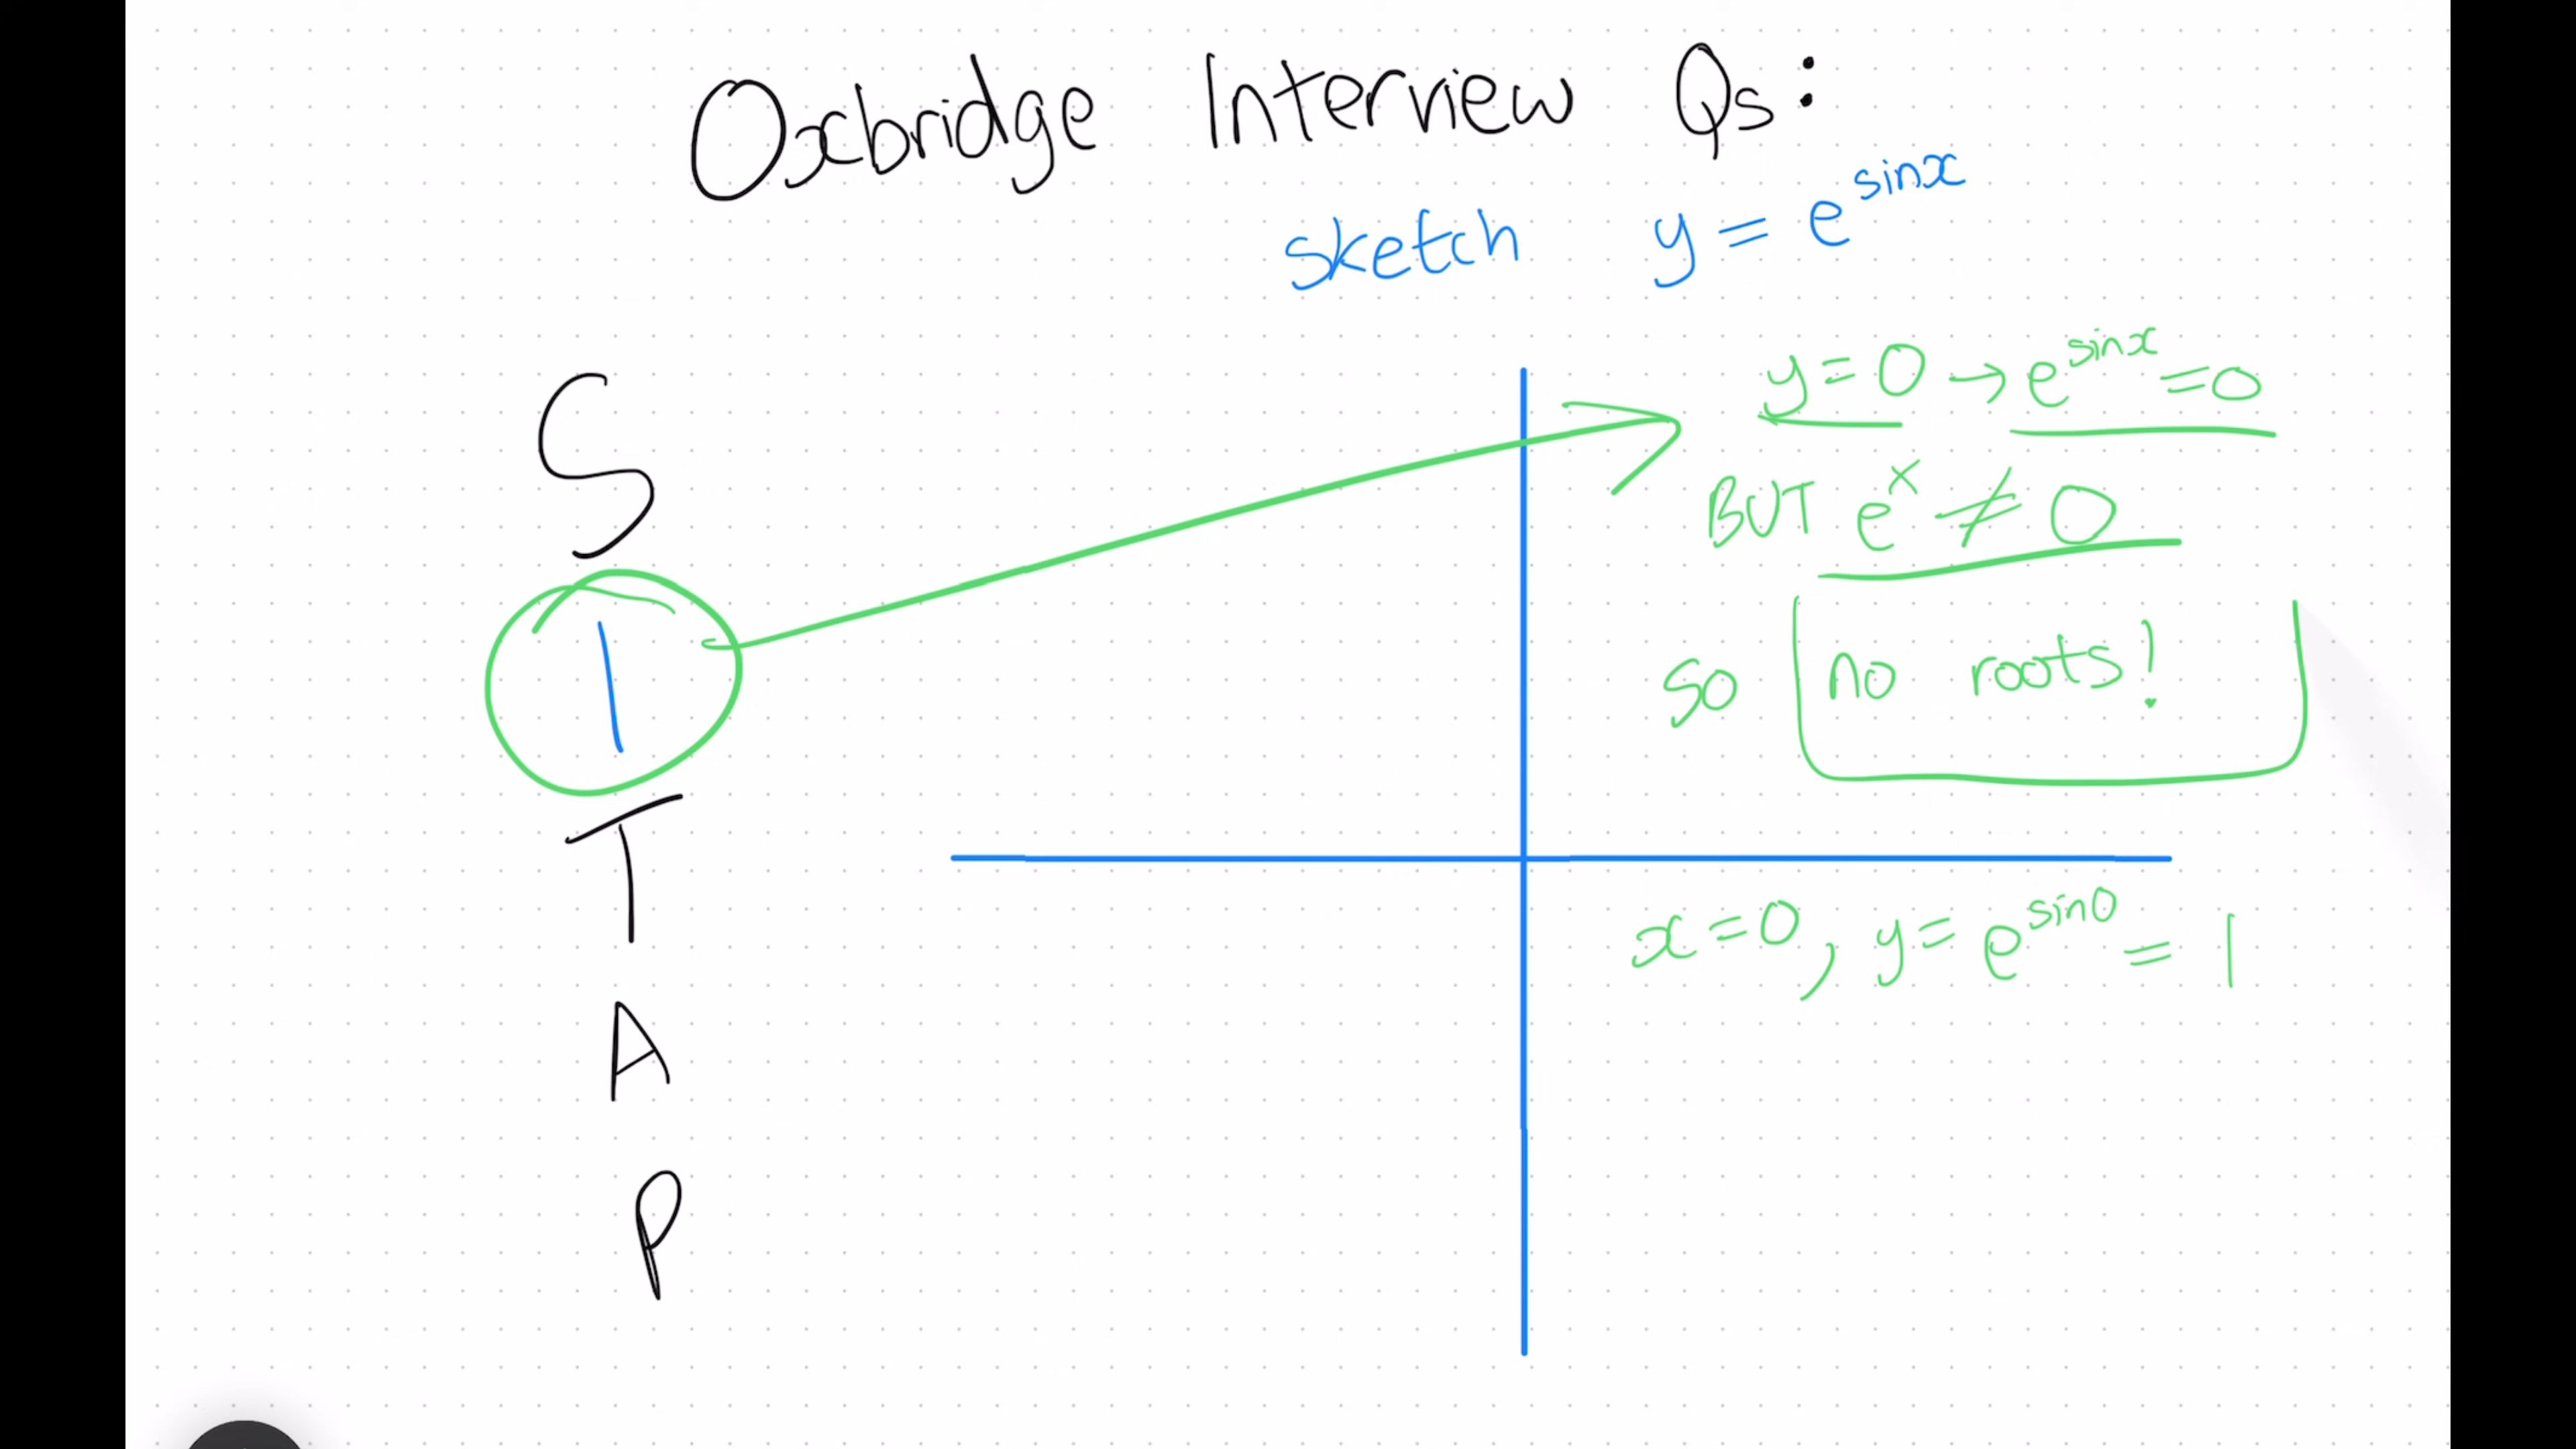 Oxbridge Interview Qs:
sketch y = e^sinx
S
I
T
A
P
y = 0 → e^sinx = 0
BUT e^x ≠ 0
so no roots!
x = 0, y = e^sin0 = 1